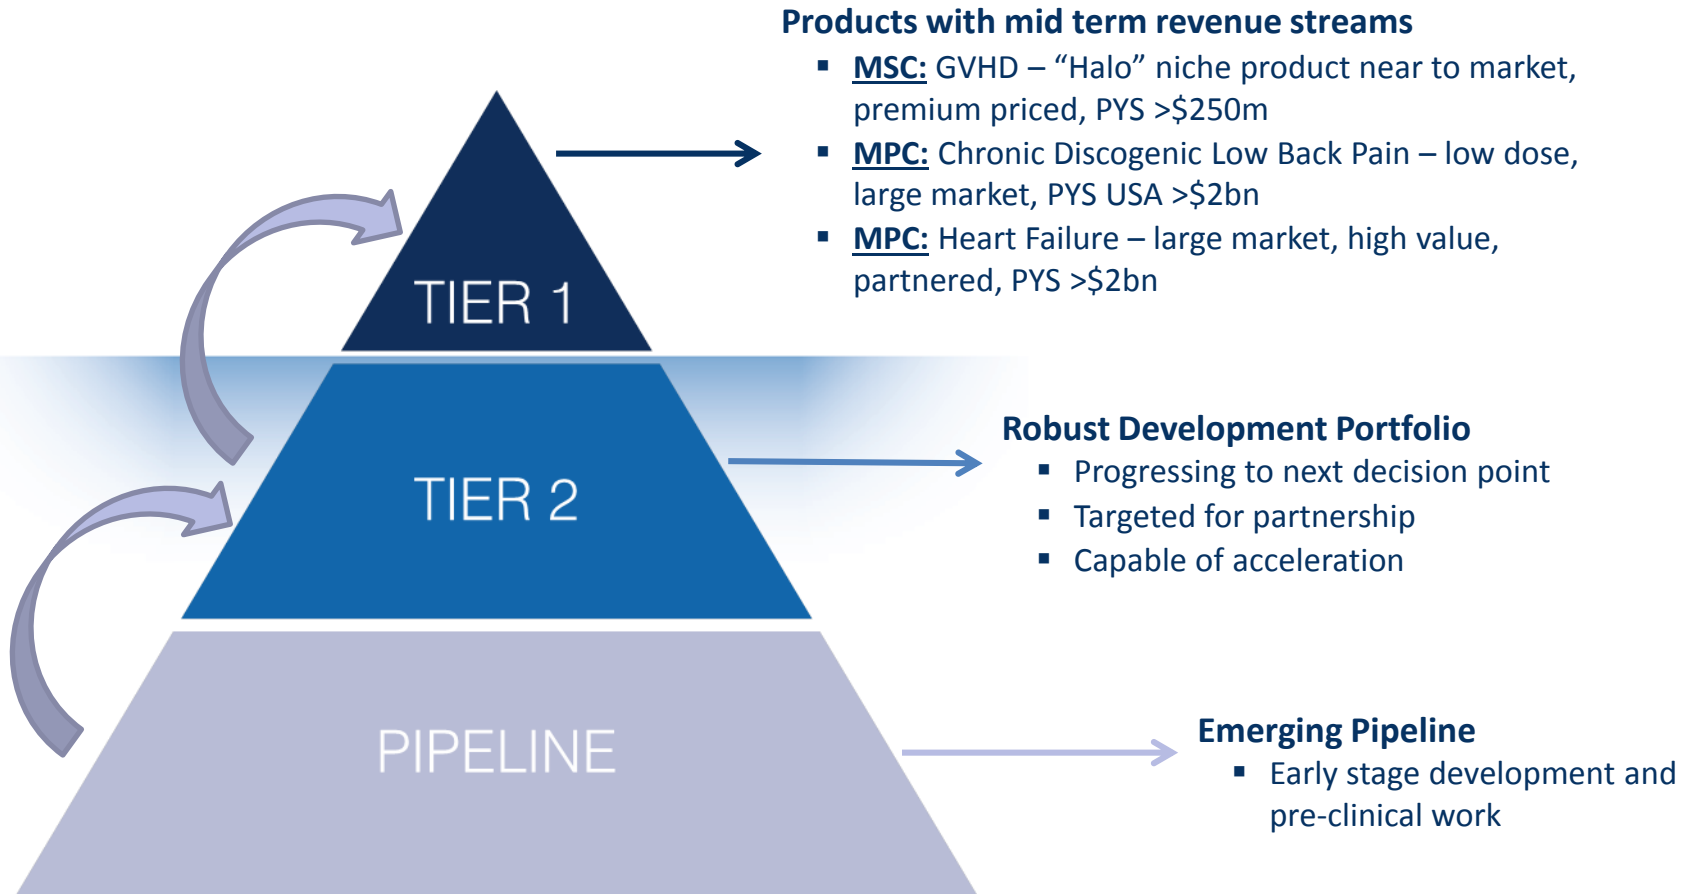 Products with mid term revenue streams
▪ MSC: GVHD – “Halo” niche product near to market,
premium priced, PYS >$250m
▪ MPC: Chronic Discogenic Low Back Pain – low dose,
large market, PYS USA >$2bn
▪ MPC: Heart Failure – large market, high value,
partnered, PYS >$2bn
TIER 1
Robust Development Portfolio
▪ Progressing to next decision point
▪ Targeted for partnership
▪ Capable of acceleration
TIER 2
Emerging Pipeline
▪ Early stage development and
pre-clinical work
PIPELINE